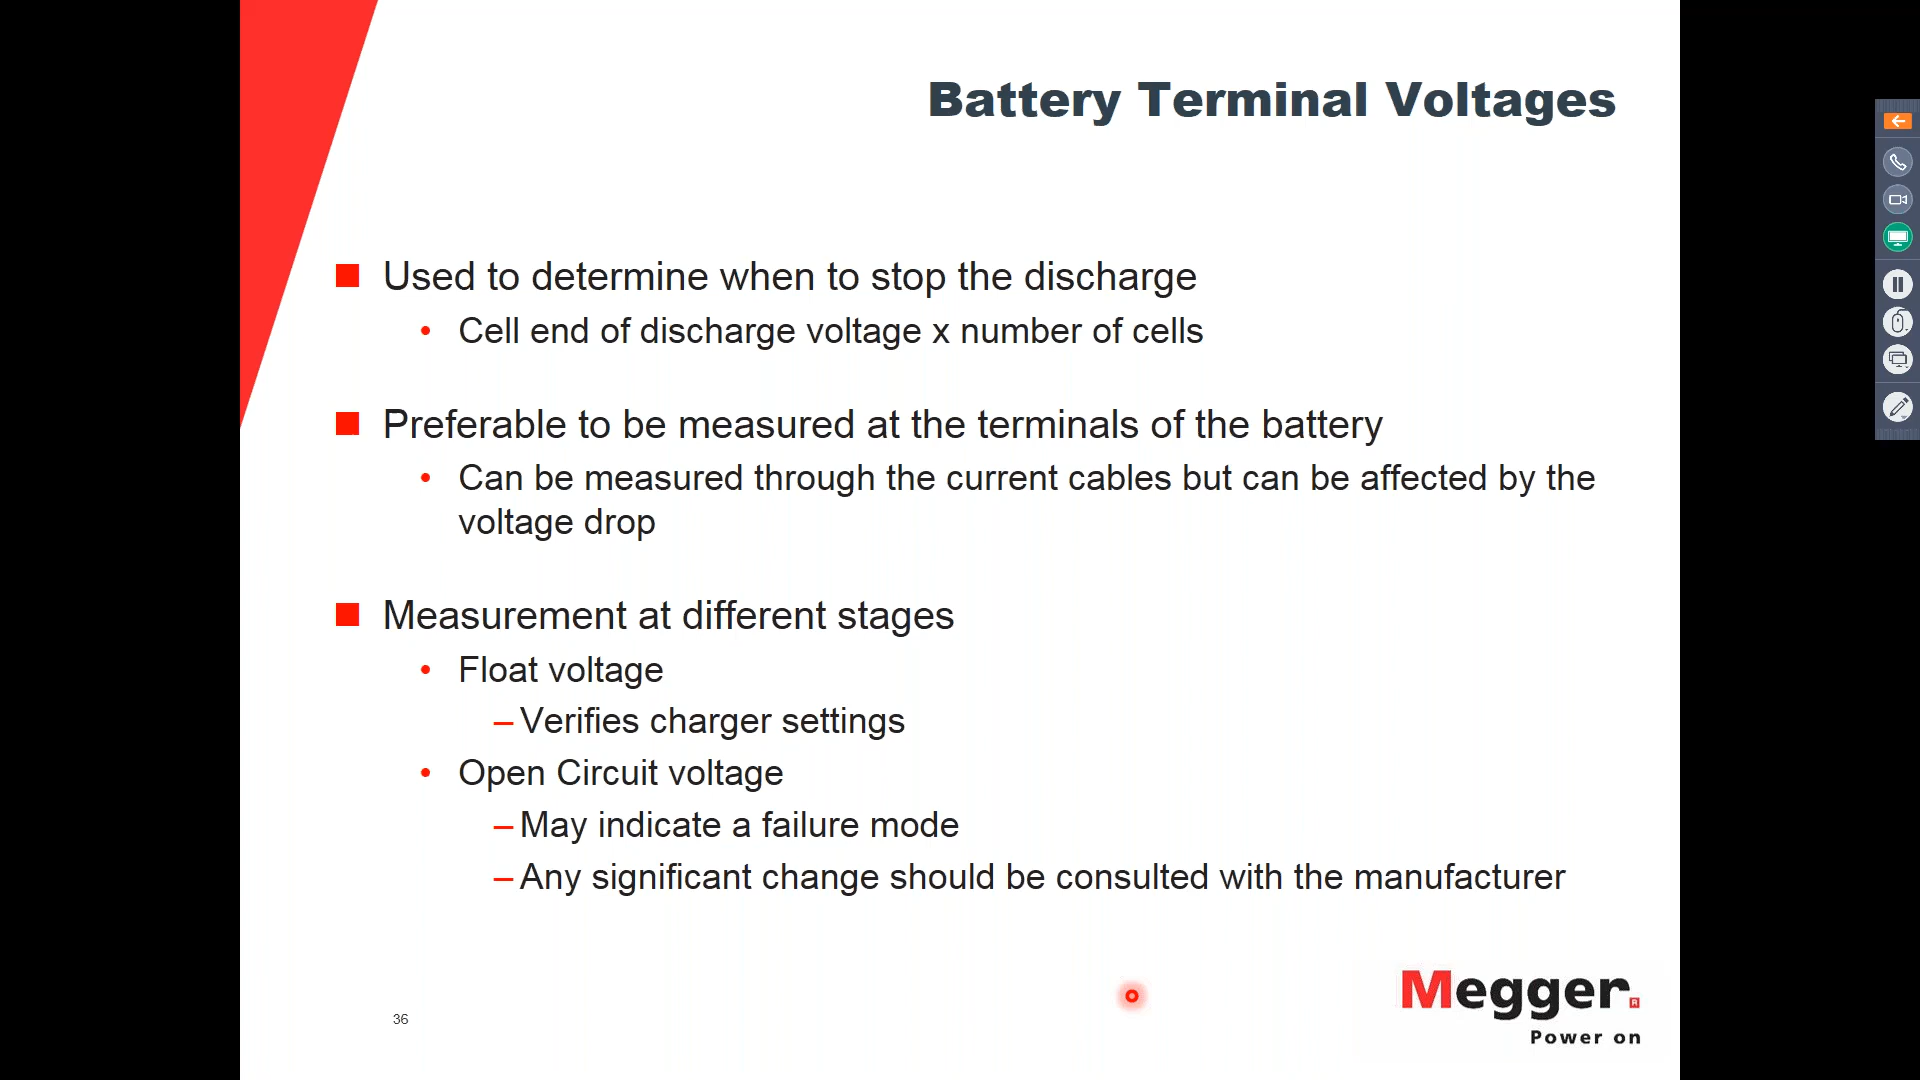 Battery Terminal Voltages
Used to determine when to stop the discharge
Cell end of discharge voltage x number of cells
Preferable to be measured at the terminals of the battery
Can be measured through the current cables but can be affected by the
voltage drop
Measurement at different stages
Float voltage
– Verifies charger settings
Open Circuit voltage
– May indicate a failure mode
– Any significant change should be consulted with the manufacturer
36
Megger®
Power on